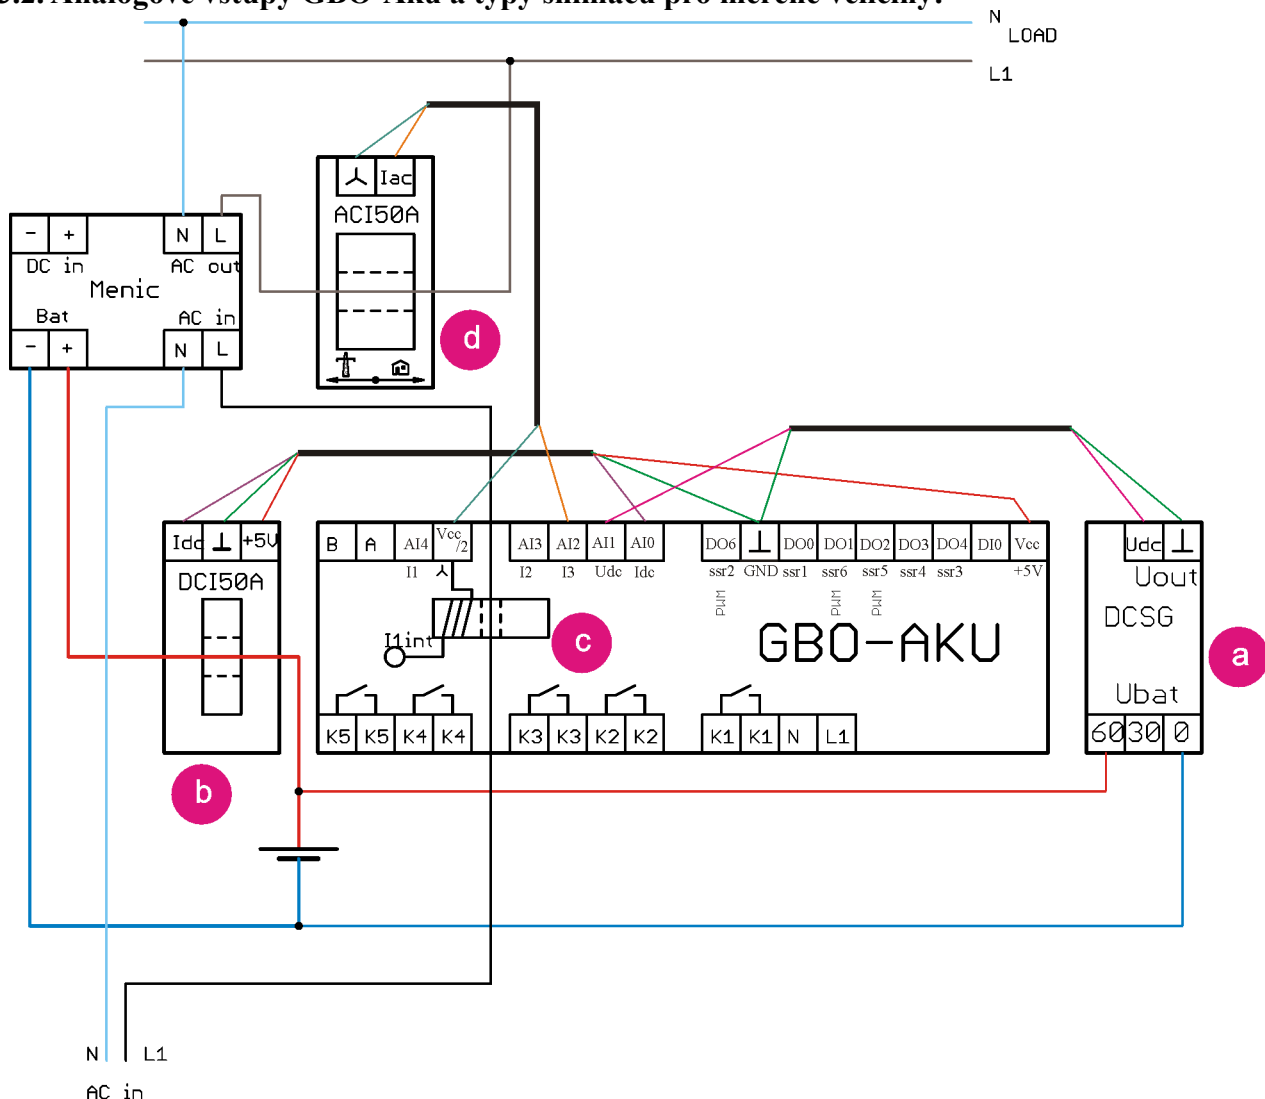 N
LOAD
L1
Iac
ACI50A
- + N L
DC in AC out
Menic
Bat AC in
- + N L
d
Idc ⊥ +5V
DCI50A
B A AI4 Vcc/2 AI3 AI2 AI1 AI0 DO6 ⊥ DO0 DO1 DO2 DO3 DO4 DI0 Vcc
I1 I2 I3 Udc Idc ssr2 GND ssr1 ssr6 ssr5 ssr4 ssr3 +5V
PWM PWM PWM
I1int
c
GBO-AKU
K5 K5 K4 K4 K3 K3 K2 K2 K1 K1 N L1
Udc ⊥
Uout
DCSG
a
Ubat
60 30 0
b
N L1
AC in